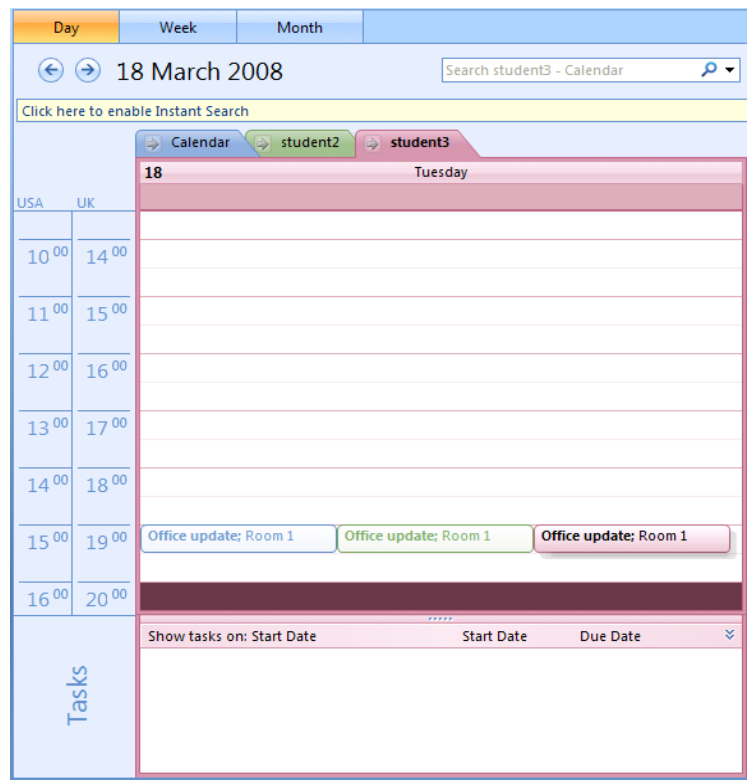 Day Week Month
18 March 2008 Search student3 - Calendar
Click here to enable Instant Search
Calendar student2 student3
18 Tuesday
USA UK
10 00 14 00
11 00 15 00
12 00 16 00
13 00 17 00
14 00 18 00
15 00 19 00 Office update; Room 1 Office update; Room 1 Office update; Room 1
16 00 20 00
Show tasks on: Start Date Start Date Due Date
Tasks